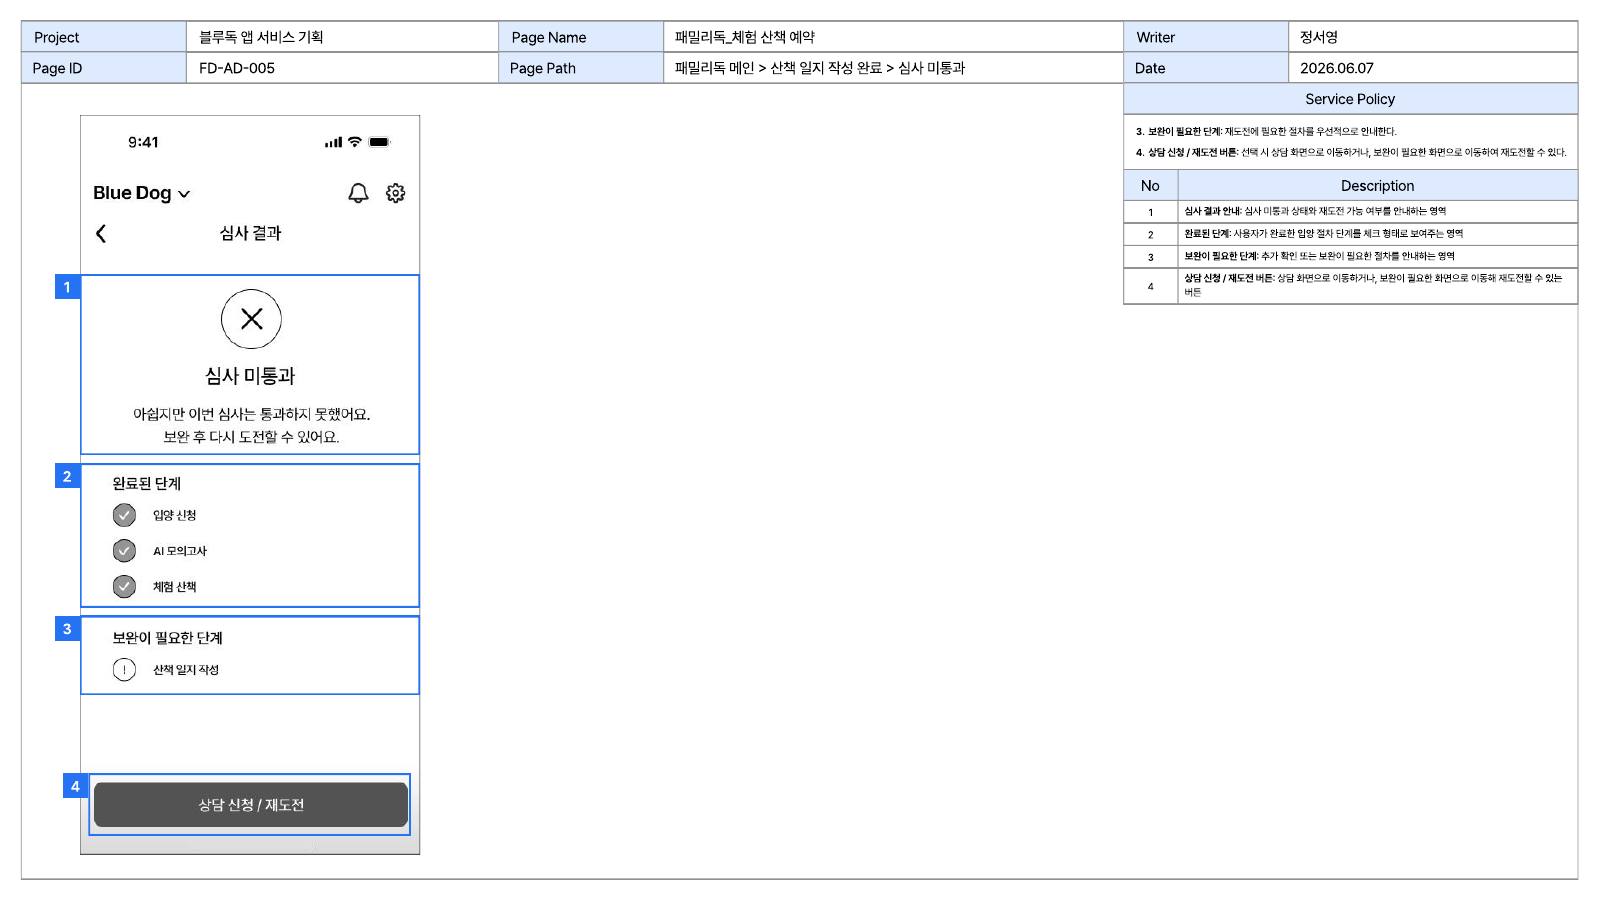 Project 블루독 앱 서비스 기획 Page Name 패밀리독_체험 산책 예약 Writer 정서영
Page ID FD-AD-005 Page Path 패밀리독 메인 > 산책 일지 작성 완료 > 심사 미통과 Date 2026.06.07
9:41
Blue Dog
심사 결과
1
심사 미통과
아쉽지만 이번 심사는 통과하지 못했어요.
보완 후 다시 도전할 수 있어요.
2
완료된 단계
입양 신청
AI 모의고사
체험 산책
3
보완이 필요한 단계
산책 일지 작성
4
상담 신청 / 재도전
Service Policy
3. 보완이 필요한 단계: 재도전에 필요한 절차를 우선적으로 안내한다.
4. 상담 신청 / 재도전 버튼: 선택 시 상담 화면으로 이동하거나, 보완이 필요한 화면으로 이동하여 재도전할 수 있다.
No Description
1 심사 결과 안내: 심사 미통과 상태와 재도전 가능 여부를 안내하는 영역
2 완료된 단계: 사용자가 완료한 입양 절차 단계를 체크 형태로 보여주는 영역
3 보완이 필요한 단계: 추가 확인 또는 보완이 필요한 절차를 안내하는 영역
4 상담 신청 / 재도전 버튼: 상담 화면으로 이동하거나, 보완이 필요한 화면으로 이동해 재도전할 수 있는
버튼